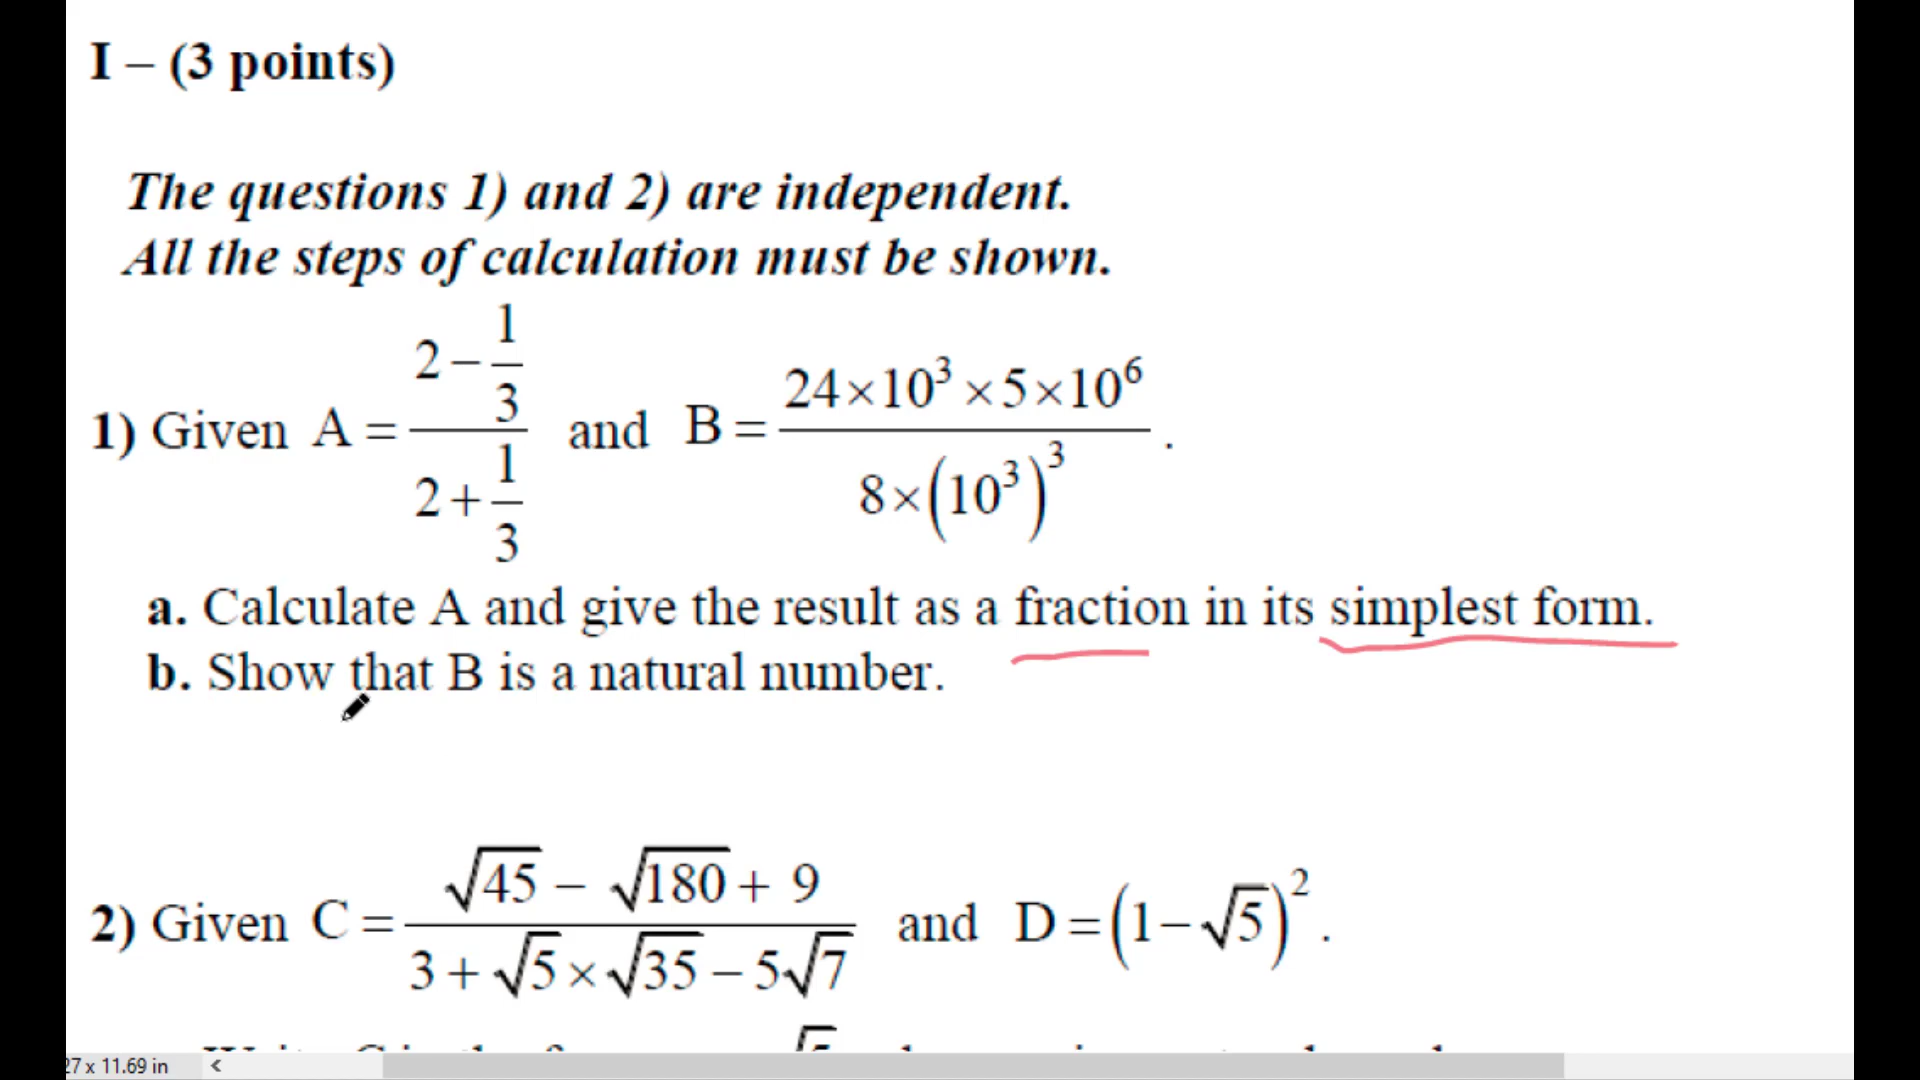 I – (3 points)
The questions 1) and 2) are independent.
All the steps of calculation must be shown.
1) Given A = (2 − 1/3) / (2 + 1/3) and B = (24×10³×5×10⁶) / (8×(10³)³) .
a. Calculate A and give the result as a fraction in its simplest form.
b. Show that B is a natural number.
2) Given C = (√45 − √180 + 9) / (3 + √5×√35 − 5√7) and D = (1−√5)² .
27 x 11.69 in <